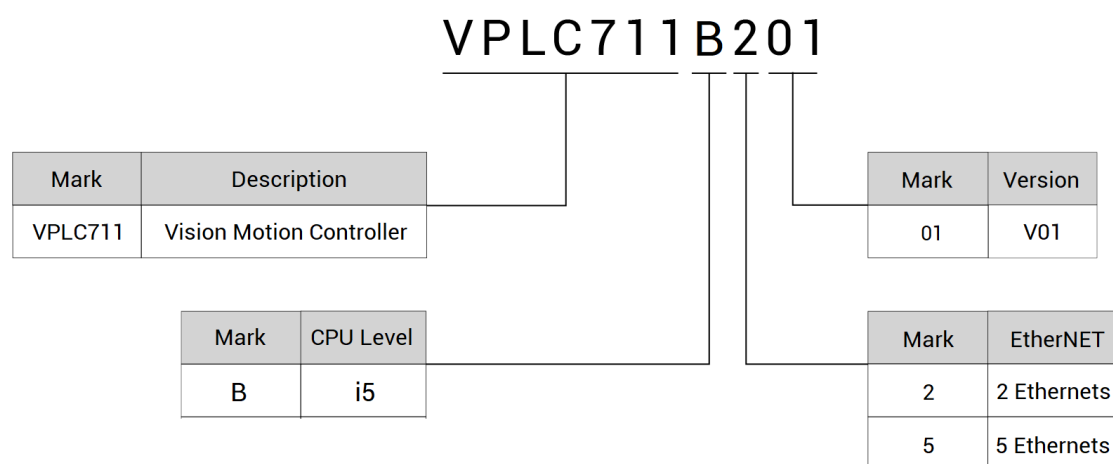 VPLC711B201
Mark Description
VPLC711 Vision Motion Controller
Mark Version
01 V01
Mark CPU Level
B i5
Mark EtherNET
2 2 Ethernets
5 5 Ethernets